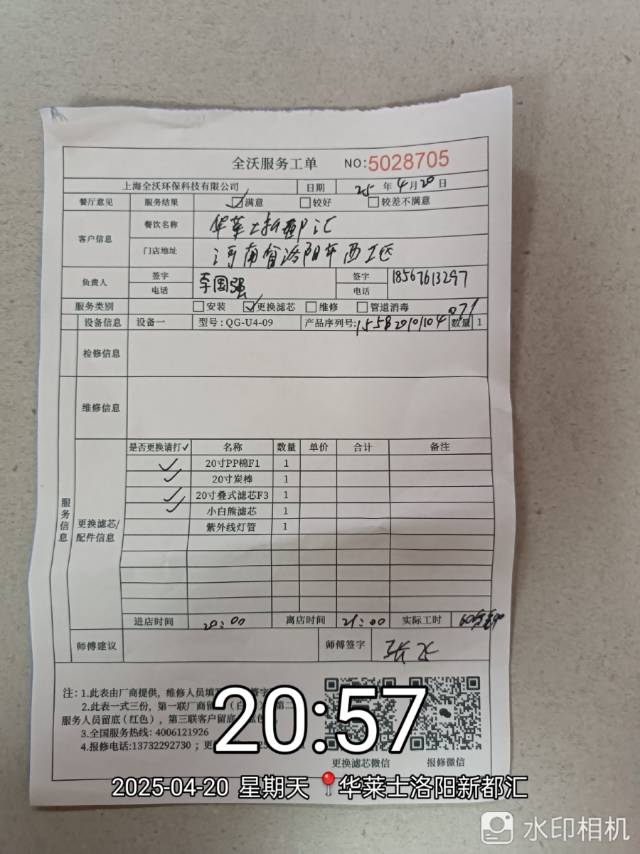 全沃服务工单 NO:5028705
上海全沃环保科技有限公司 日期 25 年 4 月 20 日
餐厅意见 服务结果 ☑满意 □较好 □较差不满意
客户信息 餐饮名称 华莱士新都汇
门店地址 河南省洛阳市西工区
负责人 签字 李国强 签字 18567613297
电话 电话
服务类别 □安装 ☑更换滤芯 □维修 □管道消毒
设备信息 设备一 型号:QG-U4-09 产品序列号: 数量 1
检修信息
维修信息
服务信息
更换滤芯/配件信息
是否更换请打✓ 名称 数量 单价 合计 备注
✓ 20寸PP棉F1 1
✓ 20寸炭棒 1
✓ 20寸叠式滤芯F3 1
✓ 小白熊滤芯 1
紫外线灯管 1
进店时间 20:00 离店时间 21:00 实际工时
师傅建议 师傅签字
注:1.此表由厂商提供,维修人员填
2.此表一式三份,第一联厂商留
服务人员留底(红色),第三联客户留底
3.全国服务热线:4006121926
4.报修电话:13732292730;
更换滤芯微信 报修微信
20:57
2025-04-20 星期天 📍华莱士洛阳新都汇
水印相机